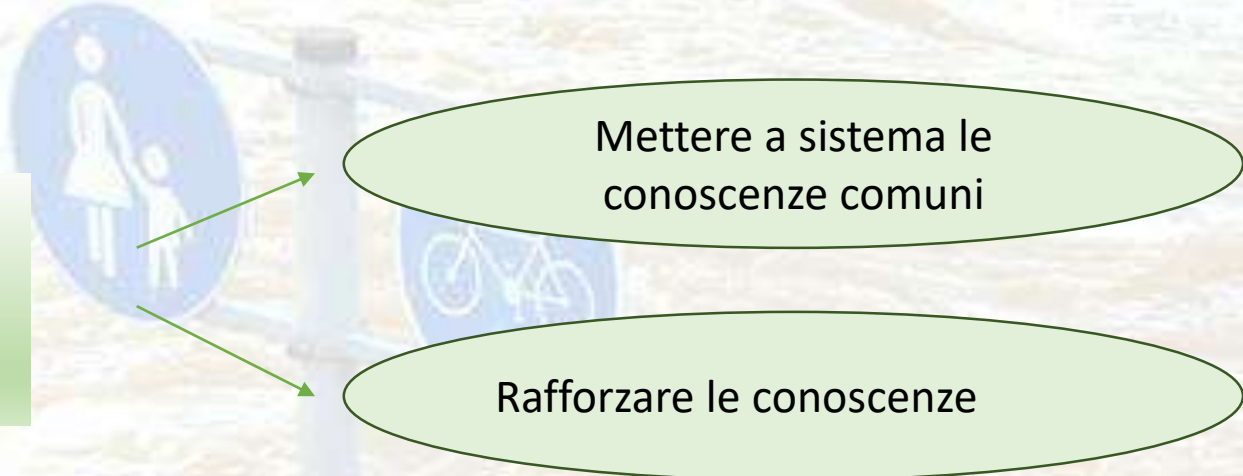 Mettere a sistema le
conoscenze comuni
Rafforzare le conoscenze